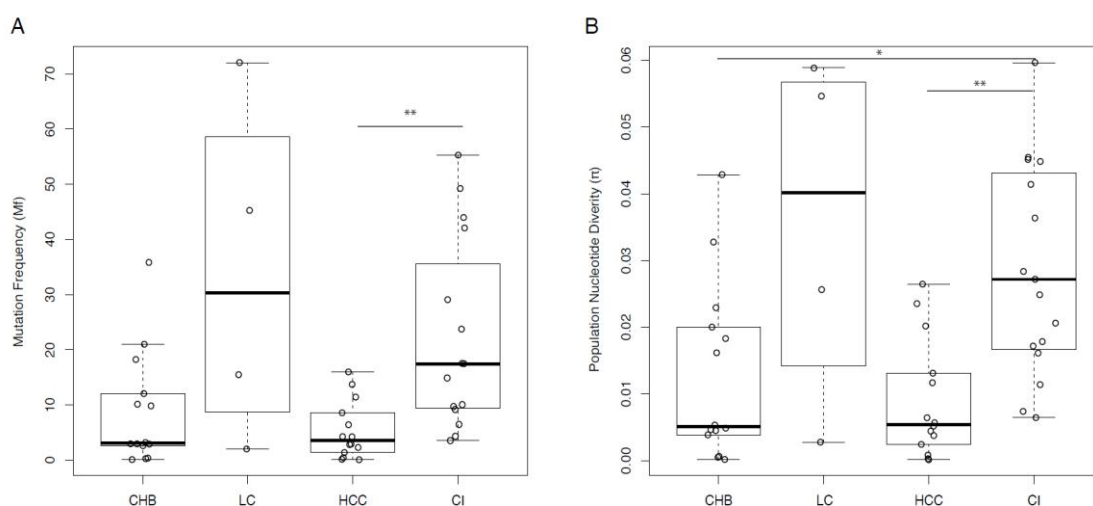 A
Mutation Frequency (Mf)
70
60
50
40
30
20
10
0
**
CHB
LC
HCC
CI
B
Population Nucleotide Diverity (π)
0.06
0.05
0.04
0.03
0.02
0.01
0.00
*
**
CHB
LC
HCC
CI